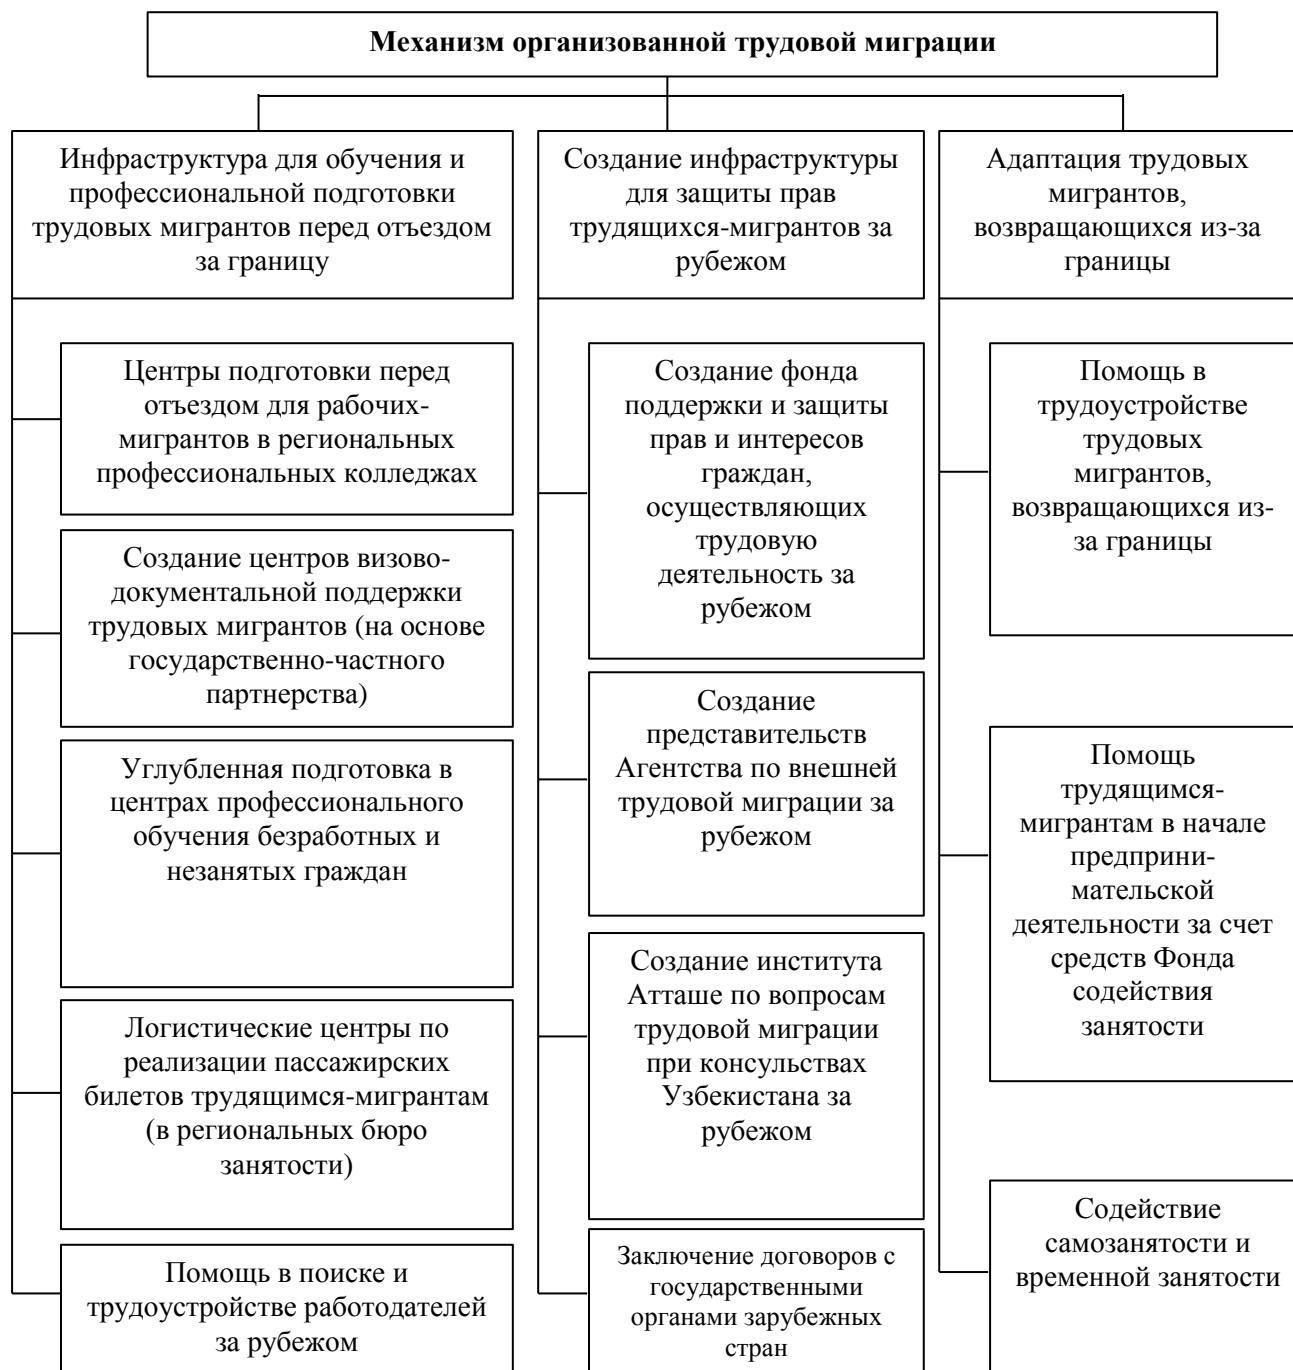 Механизм организованной трудовой миграции
Инфраструктура для обучения и
профессиональной подготовки
трудовых мигрантов перед отъездом
за границу
Центры подготовки перед
отъездом для рабочих-
мигрантов в региональных
профессиональных колледжах
Создание центров визово-
документальной поддержки
трудовых мигрантов (на основе
государственно-частного
партнерства)
Углубленная подготовка в
центрах профессионального
обучения безработных и
незанятых граждан
Логистические центры по
реализации пассажирских
билетов трудящимся-мигрантам
(в региональных бюро
занятости)
Помощь в поиске и
трудоустройстве работодателей
за рубежом
Создание инфраструктуры
для защиты прав
трудящихся-мигрантов за
рубежом
Создание фонда
поддержки и защиты
прав и интересов
граждан,
осуществляющих
трудовую
деятельность за
рубежом
Создание
представительств
Агентства по внешней
трудовой миграции за
рубежом
Создание института
Атташе по вопросам
трудовой миграции
при консульствах
Узбекистана за
рубежом
Заключение договоров с
государственными
органами зарубежных
стран
Адаптация трудовых
мигрантов,
возвращающихся из-за
границы
Помощь в
трудоустройстве
трудовых
мигрантов,
возвращающихся из-
за границы
Помощь
трудящимся-
мигрантам в начале
предприни-
мательской
деятельности за счет
средств Фонда
содействия
занятости
Содействие
самозанятости и
временной занятости